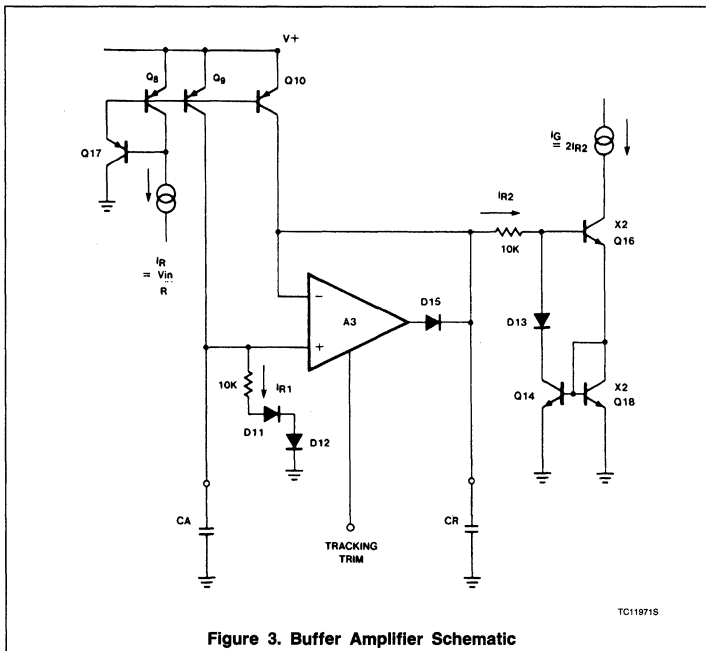 V+
Q8
Q9
Q10
Q17
IR
= Vin
R
IG
= 2IR2
IR2
10K
X2
Q16
D13
A3
−
+
D15
10K
IR1
D11
D12
Q14
X2
Q18
CA
CR
TRACKING
TRIM
TC11971S
Figure 3. Buffer Amplifier Schematic